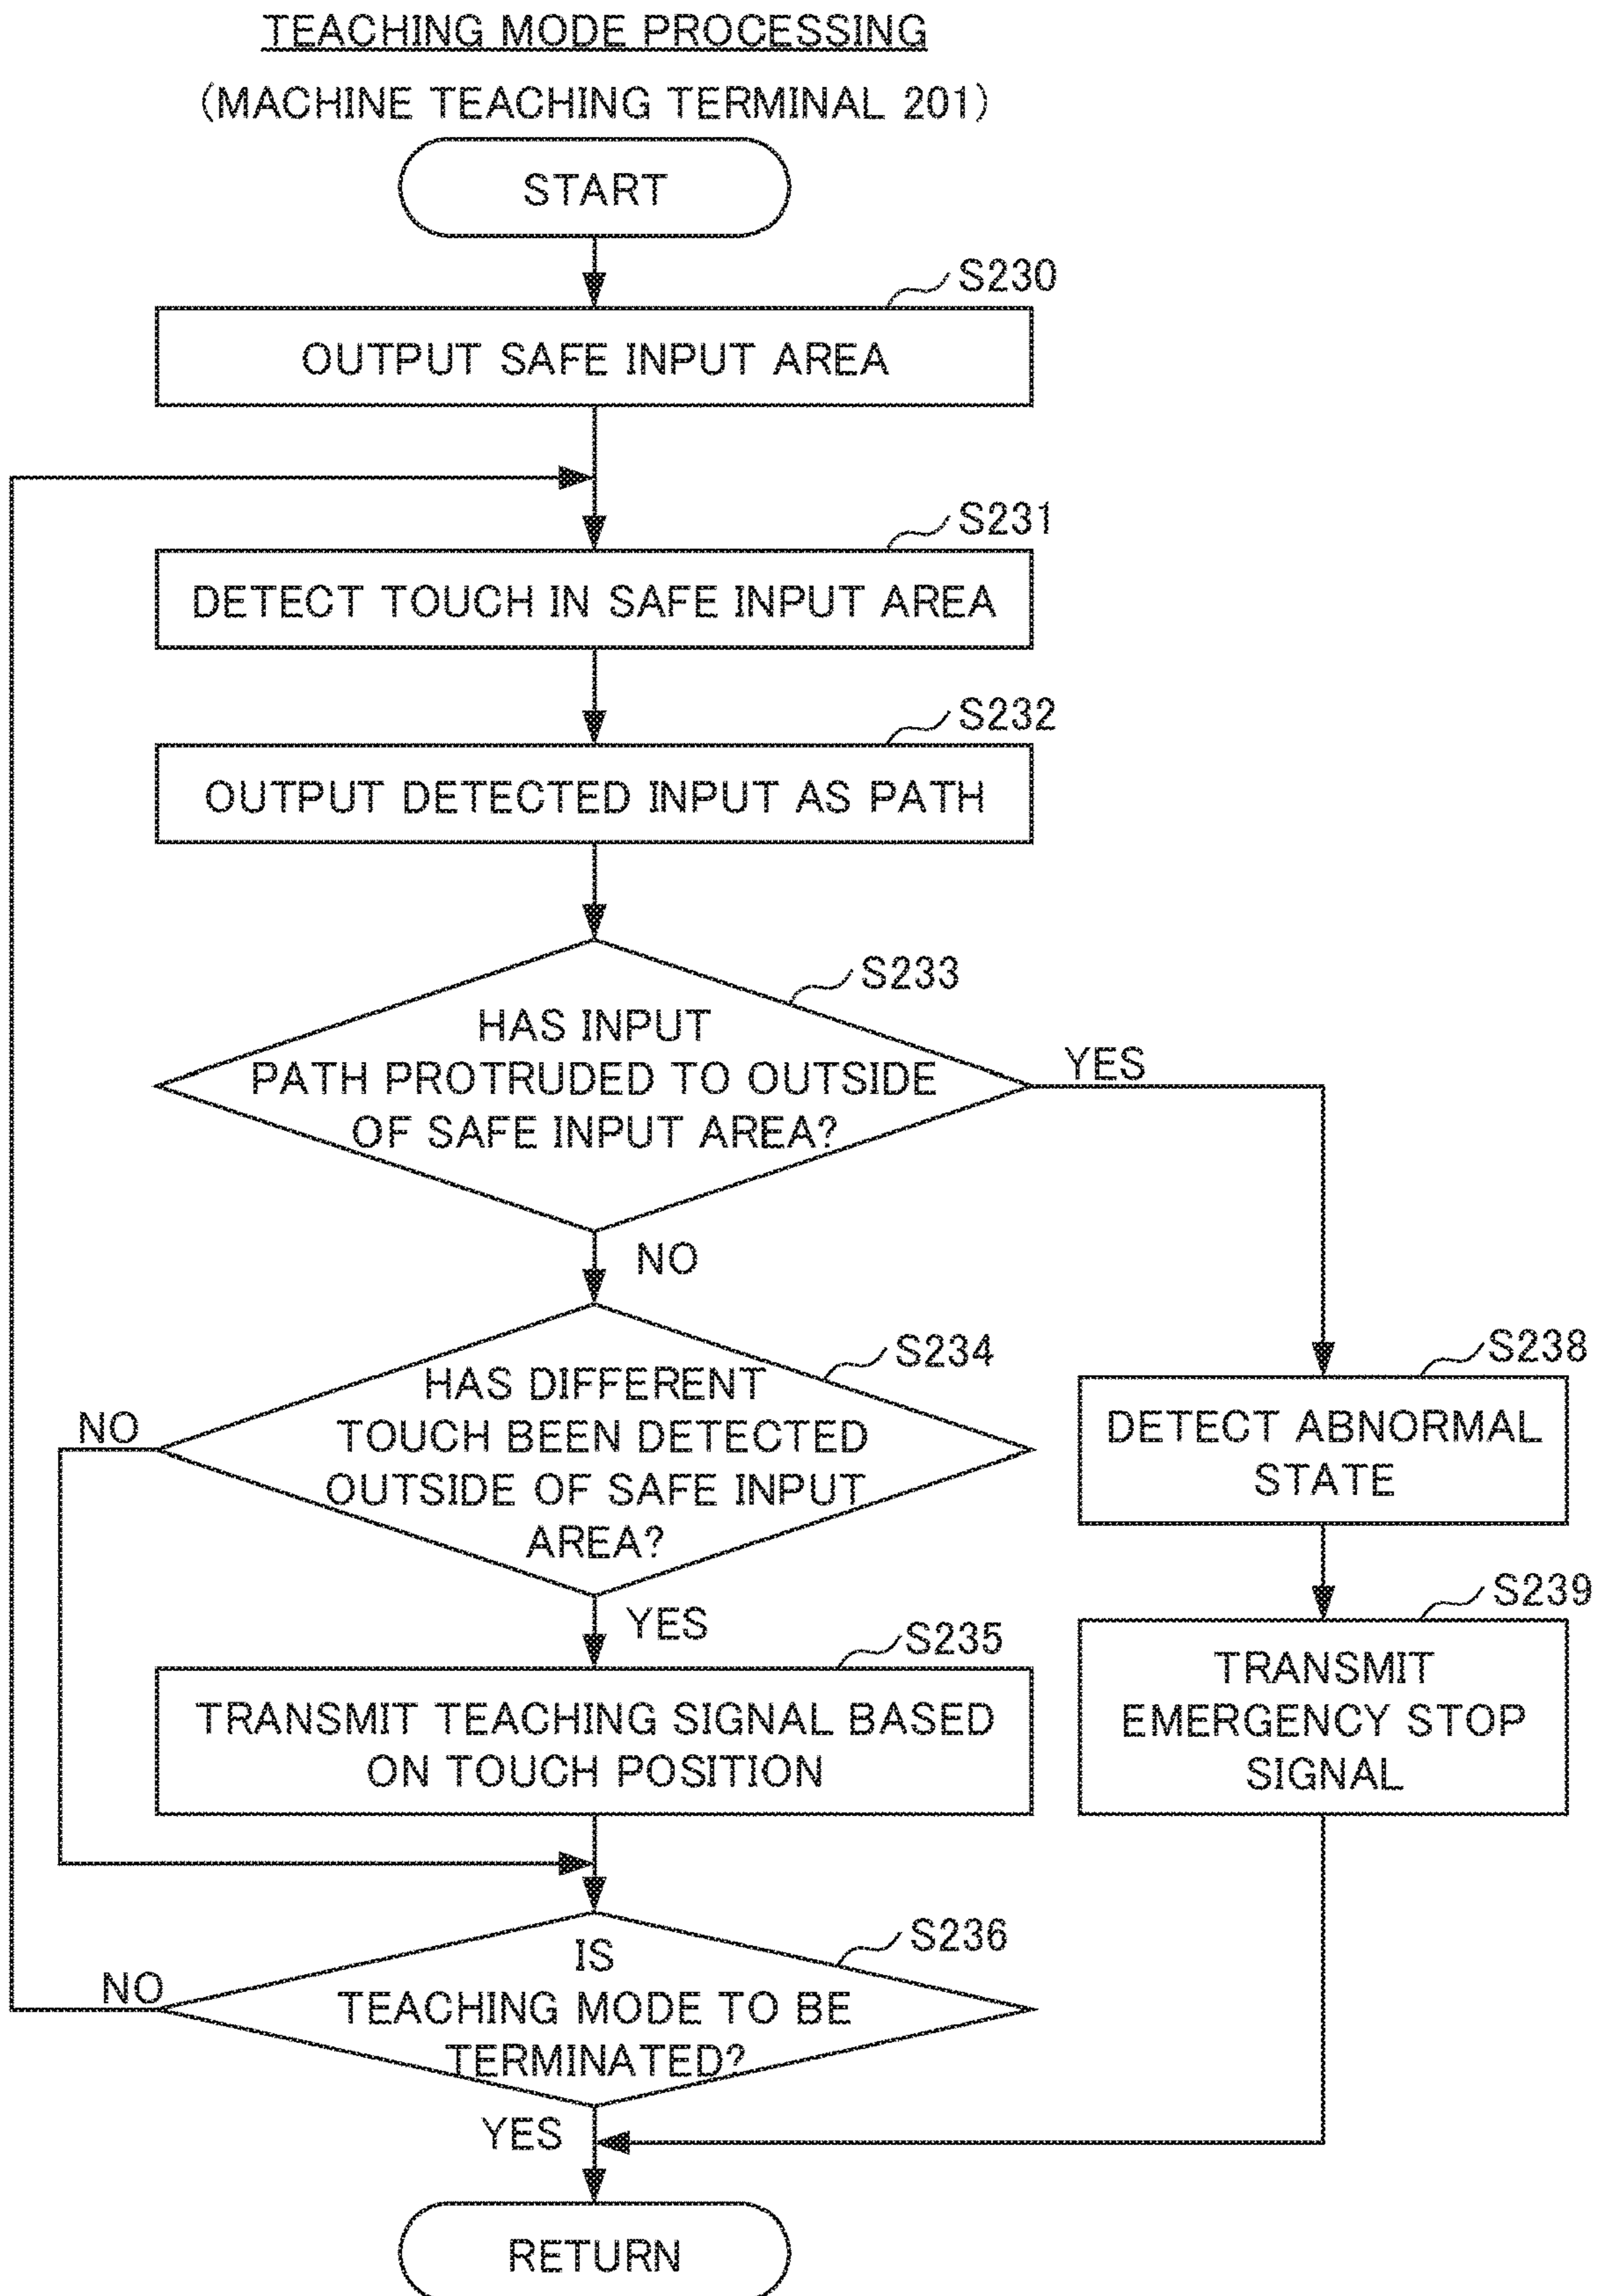 TEACHING MODE PROCESSING
(MACHINE TEACHING TERMINAL 201)
START
S230
OUTPUT SAFE INPUT AREA
S231
DETECT TOUCH IN SAFE INPUT AREA
S232
OUTPUT DETECTED INPUT AS PATH
S233
HAS INPUT
PATH PROTRUDED TO OUTSIDE
OF SAFE INPUT AREA?
YES
NO
S234
HAS DIFFERENT
TOUCH BEEN DETECTED
OUTSIDE OF SAFE INPUT
AREA?
NO
YES
S238
DETECT ABNORMAL
STATE
S235
TRANSMIT TEACHING SIGNAL BASED
ON TOUCH POSITION
S239
TRANSMIT
EMERGENCY STOP
SIGNAL
S236
IS
TEACHING MODE TO BE
TERMINATED?
NO
YES
RETURN